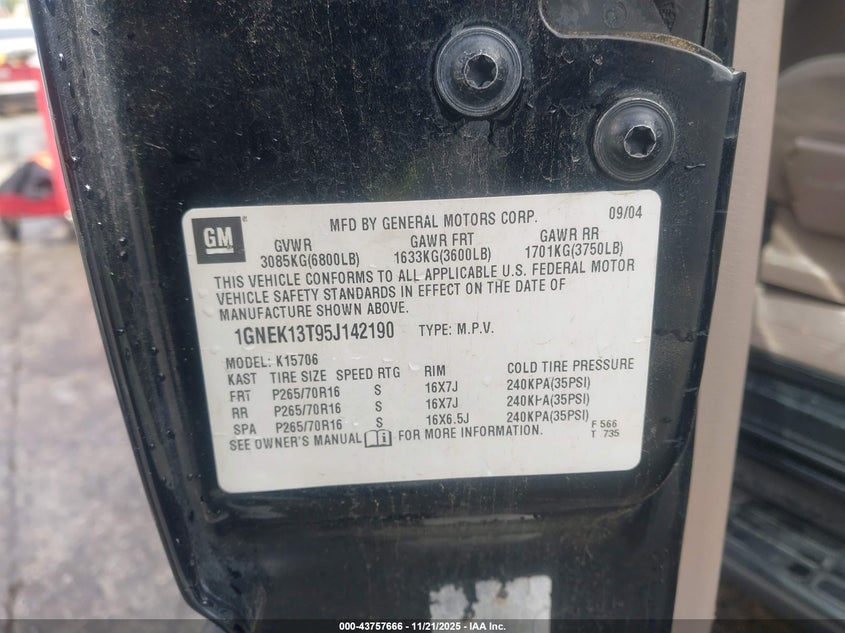 GM
MFD BY GENERAL MOTORS CORP. 09/04
GVWR GAWR FRT GAWR RR
3085KG(6800LB) 1633KG(3600LB) 1701KG(3750LB)
THIS VEHICLE CONFORMS TO ALL APPLICABLE U.S. FEDERAL MOTOR
VEHICLE SAFETY STANDARDS IN EFFECT ON THE DATE OF
MANUFACTURE SHOWN ABOVE.
1GNEK13T95J142190 TYPE: M.P.V.
MODEL: K15706
KAST TIRE SIZE SPEED RTG RIM COLD TIRE PRESSURE
FRT P265/70R16 S 16X7J 240KPA(35PSI)
RR P265/70R16 S 16X7J 240KPA(35PSI)
SPA P265/70R16 S 16X6.5J 240KPA(35PSI)
SEE OWNER'S MANUAL FOR MORE INFORMATION. F 566
T 735
000-43757666 - 11/21/2025 - IAA Inc.